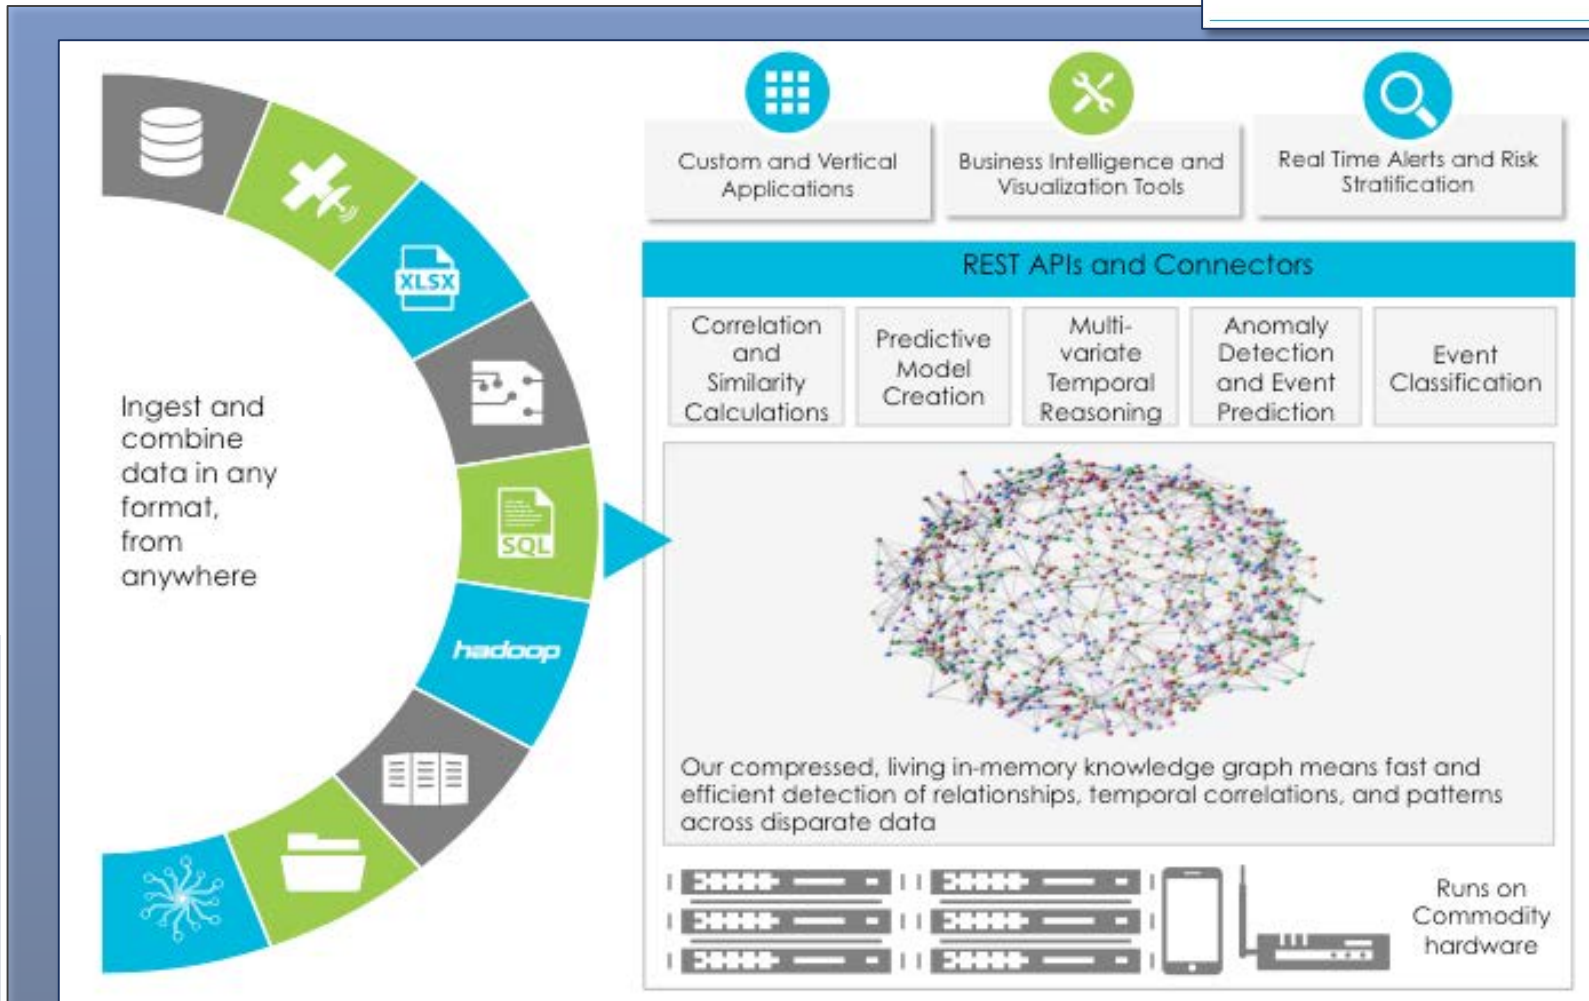 Custom and Vertical
Applications
Business Intelligence and
Visualization Tools
Real Time Alerts and Risk
Stratification
XLSX
SQL
hadoop
Ingest and
combine
data in any
format,
from
anywhere
REST APIs and Connectors
Correlation
and
Similarity
Calculations
Predictive
Model
Creation
Multi-
variate
Temporal
Reasoning
Anomaly
Detection
and Event
Prediction
Event
Classification
Our compressed, living in-memory knowledge graph means fast and
efficient detection of relationships, temporal correlations, and patterns
across disparate data
Runs on
Commodity
hardware